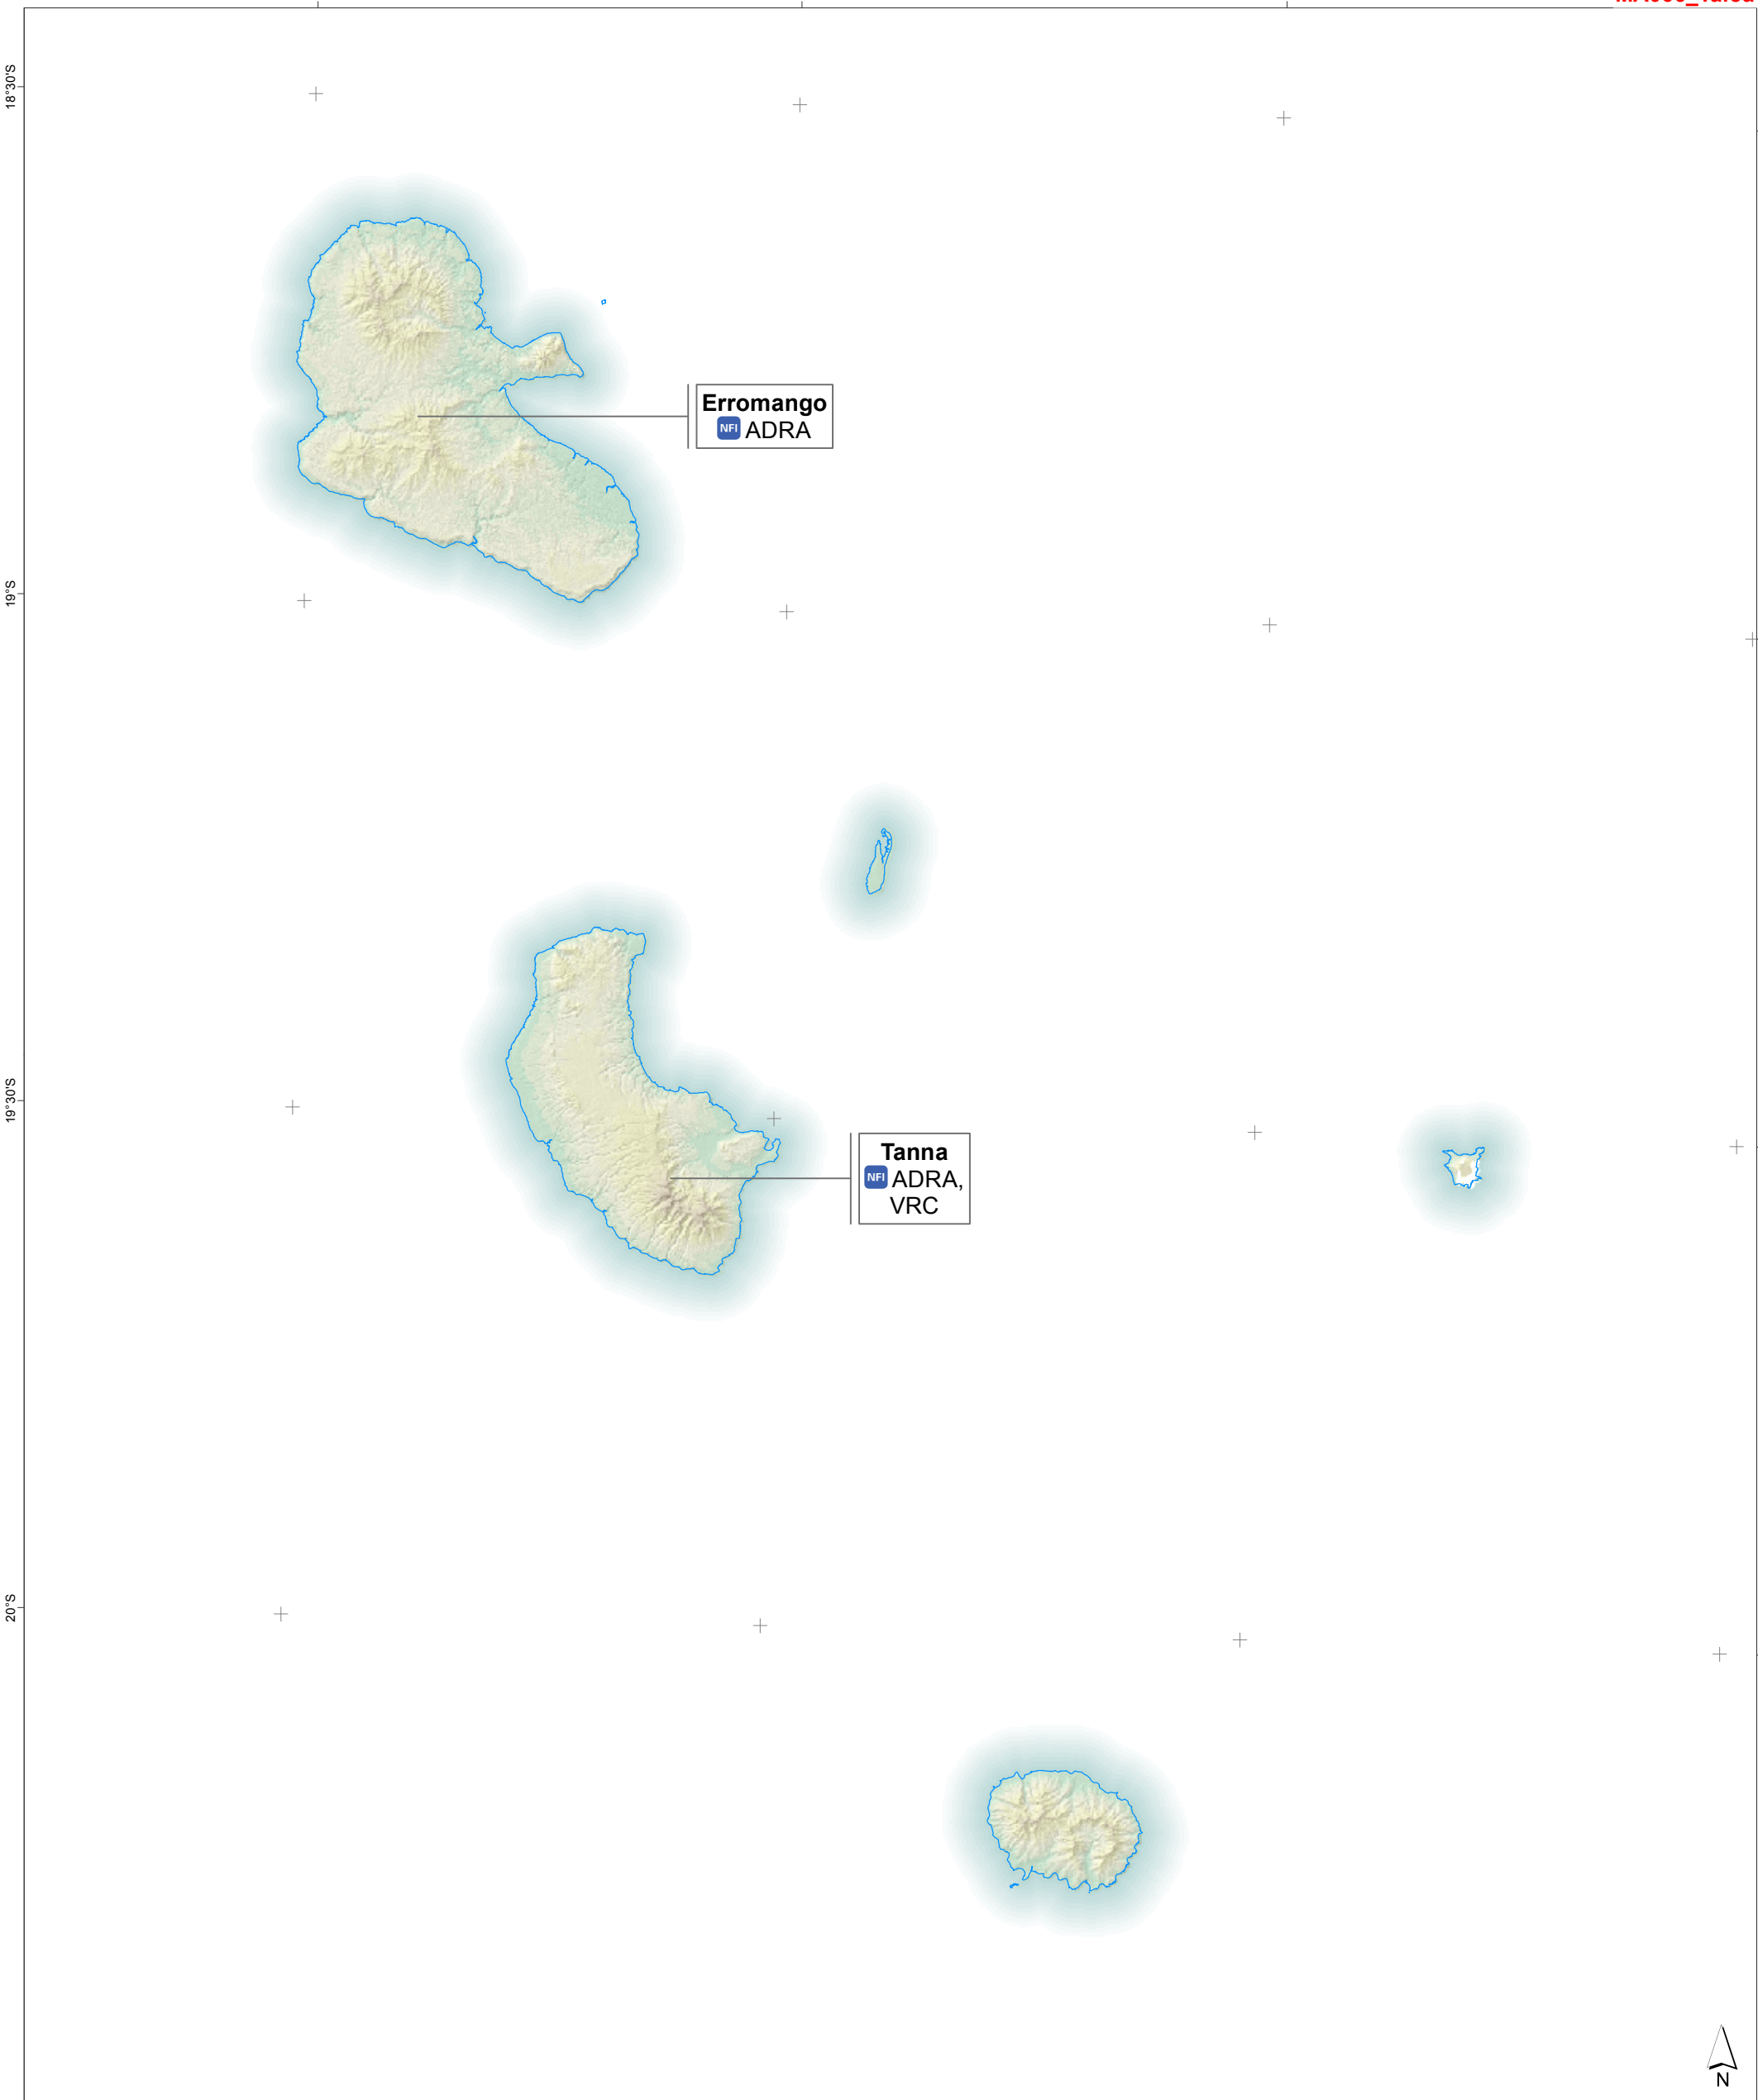 18°30'S
Erromango
NFI ADRA
19°S
19°30'S
Tanna
NFI ADRA,
VRC
20°S
N